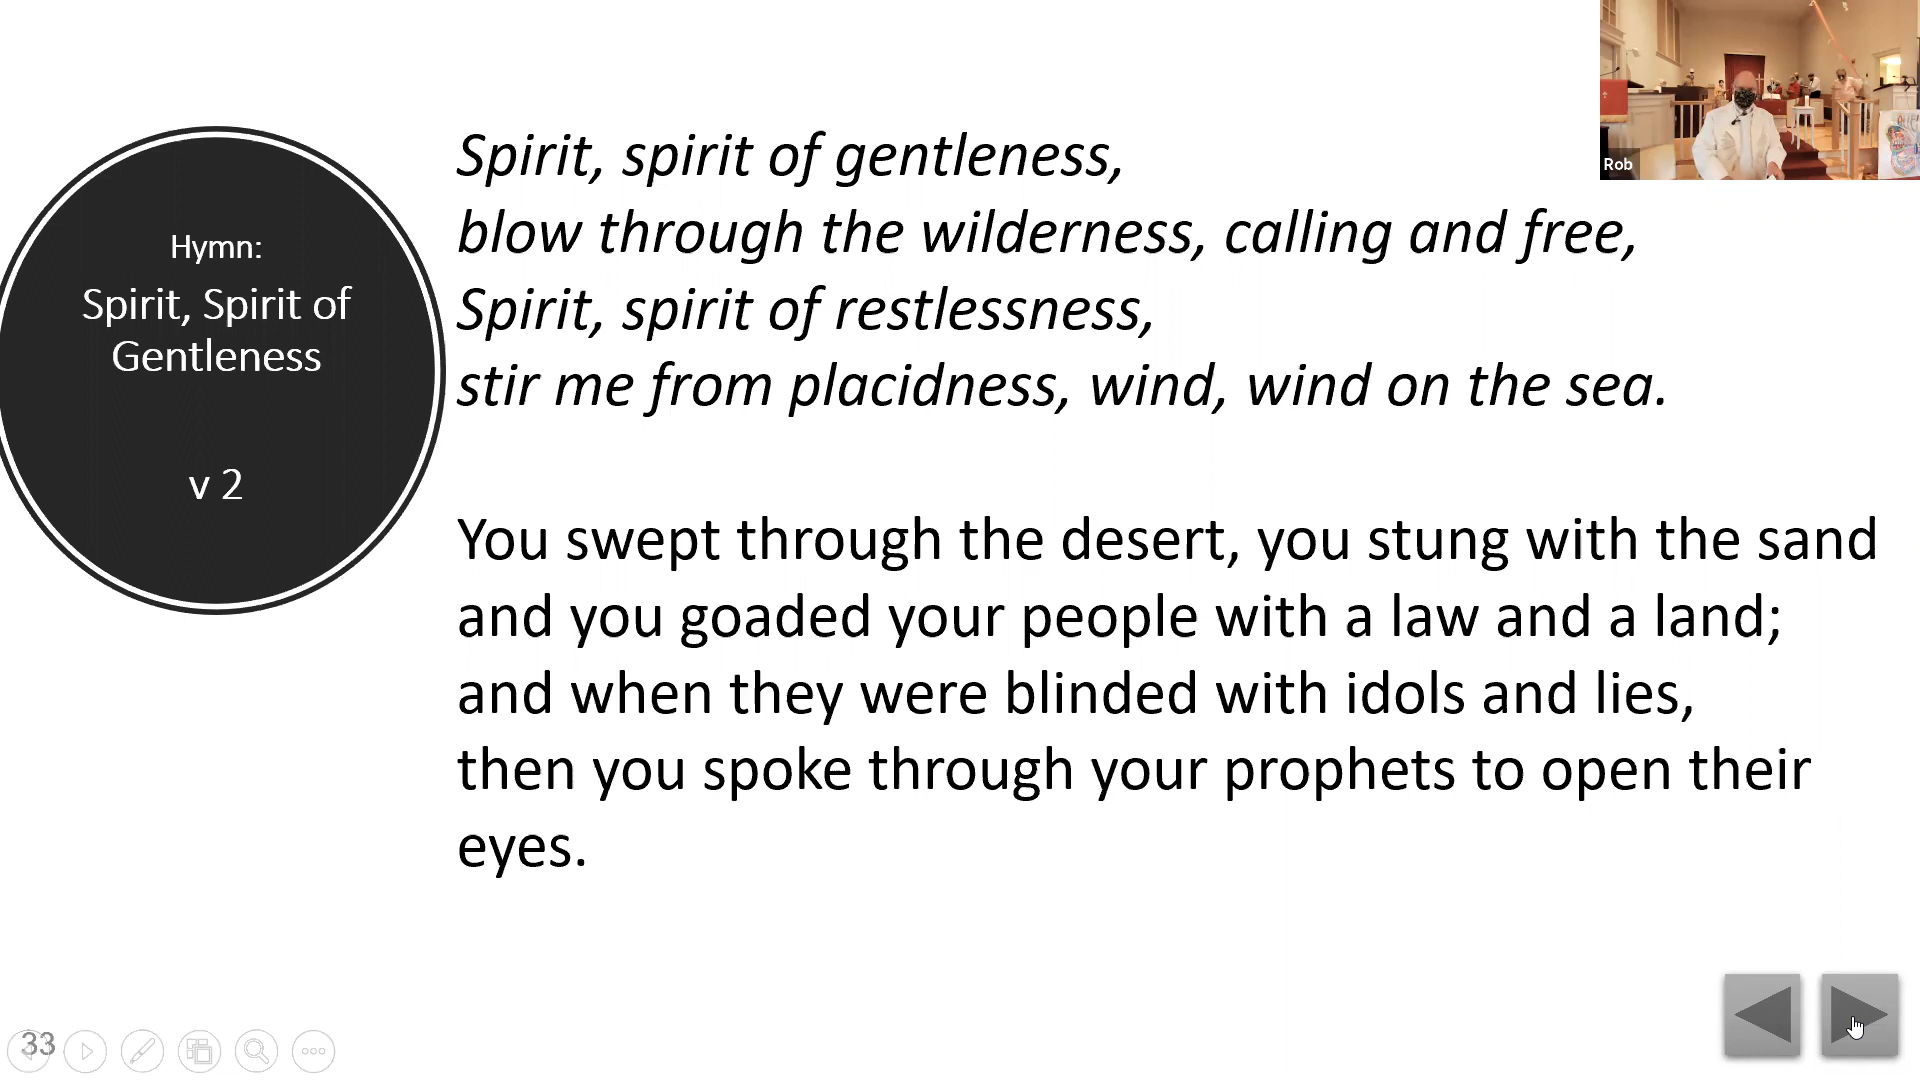 Hymn:
Spirit, Spirit of
Gentleness
v 2
Spirit, spirit of gentleness,
blow through the wilderness, calling and free,
Spirit, spirit of restlessness,
stir me from placidness, wind, wind on the sea.
You swept through the desert, you stung with the sand
and you goaded your people with a law and a land;
and when they were blinded with idols and lies,
then you spoke through your prophets to open their
eyes.
Rob
33